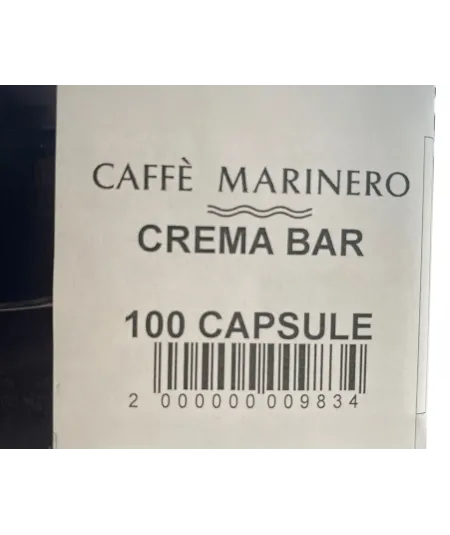 CAFFÈ MARINERO
CREMA BAR
100 CAPSULE
2 000000 009834